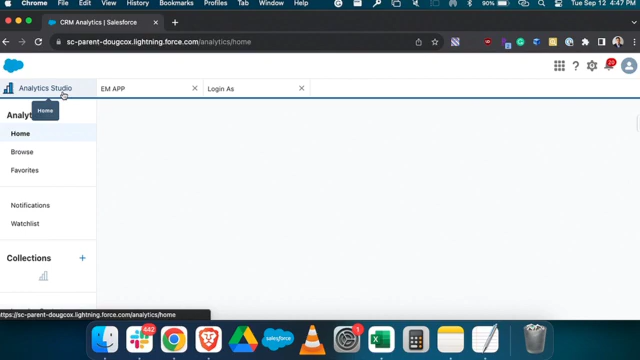 Chrome File Edit View History Bookmarks Profiles Tab Window Help
90%
Tue Sep 12 4:47 PM
CRM Analytics | Salesforce
sc-parent-dougcox.lightning.force.com/analytics/home
20
Analytics Studio
EM APP
Login As
Home
Analyt
Home
Browse
Favorites
Notifications
Watchlist
Collections
https://sc-parent-dougcox.lightning.force.com/analytics/home
442
salesforce
1